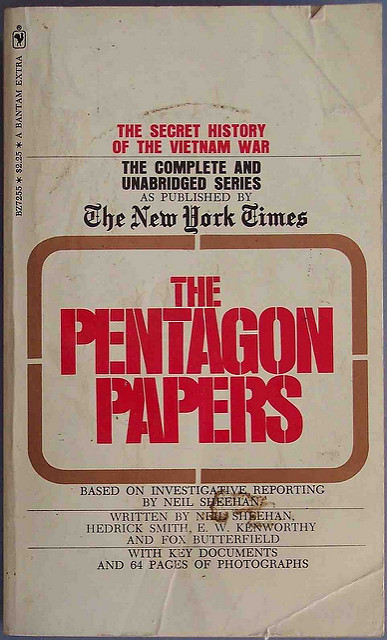 BZ7255 ★ $2.25 ★ A BANTAM EXTRA
THE SECRET HISTORY
OF THE VIETNAM WAR
THE COMPLETE AND
UNABRIDGED SERIES
AS PUBLISHED BY
The New York Times
THE
PENTAGON
PAPERS
BASED ON INVESTIGATIVE REPORTING
BY NEIL SHEEHAN
WRITTEN BY NEIL SHEEHAN,
HEDRICK SMITH, E. W. KENWORTHY
AND FOX BUTTERFIELD
WITH KEY DOCUMENTS
AND 64 PAGES OF PHOTOGRAPHS